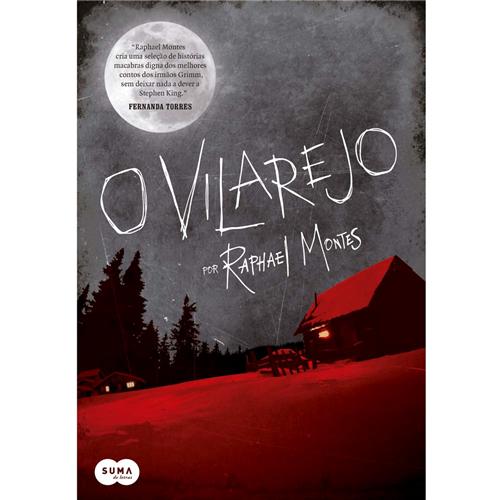 “Raphael Montes
cria uma seleção de histórias
macabras digna dos melhores
contos dos irmãos Grimm,
sem deixar nada a dever a
Stephen King.”
FERNANDA TORRES
O VILAREJO
POR RAPHAEL MONTES
SUMA
de letras